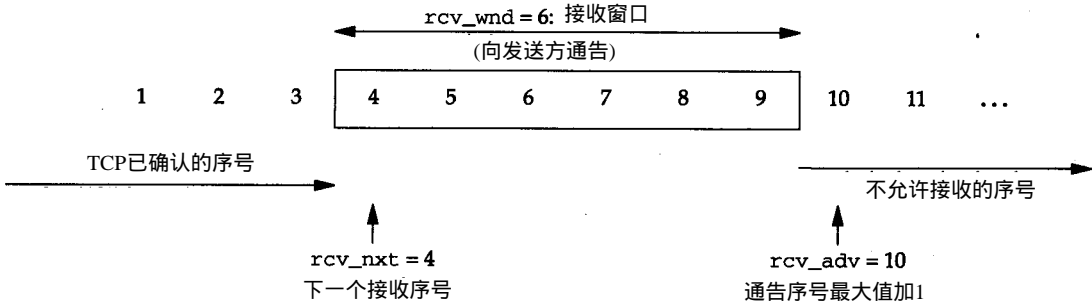 rcv_wnd = 6: 接收窗口
(向发送方通告)
1 2 3 4 5 6 7 8 9 10 11 ...
TCP已确认的序号
不允许接收的序号
rcv_nxt = 4
下一个接收序号
rcv_adv = 10
通告序号最大值加1